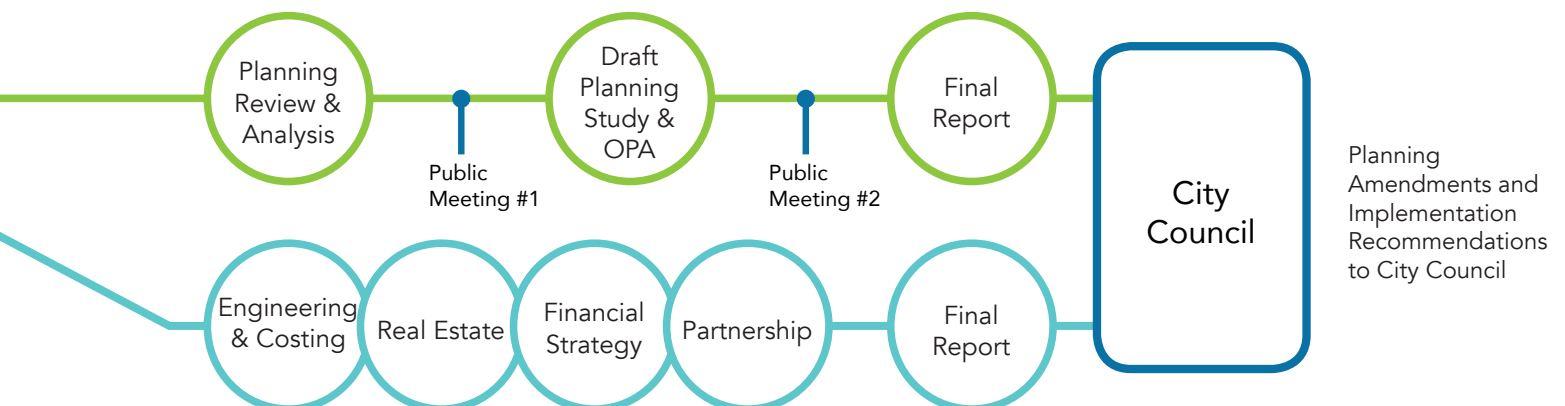 Planning
Review &
Analysis
Public
Meeting #1
Draft
Planning
Study &
OPA
Public
Meeting #2
Final
Report
Engineering
& Costing
Real Estate
Financial
Strategy
Partnership
Final
Report
City
Council
Planning
Amendments and
Implementation
Recommendations
to City Council